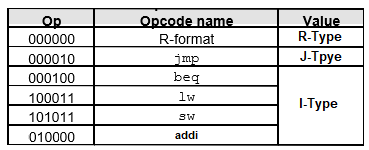 Op Opcode name Value
000000 R-format R-Type
000010 jmp J-Tpye
000100 beq
100011 lw I-Type
101011 sw
010000 addi